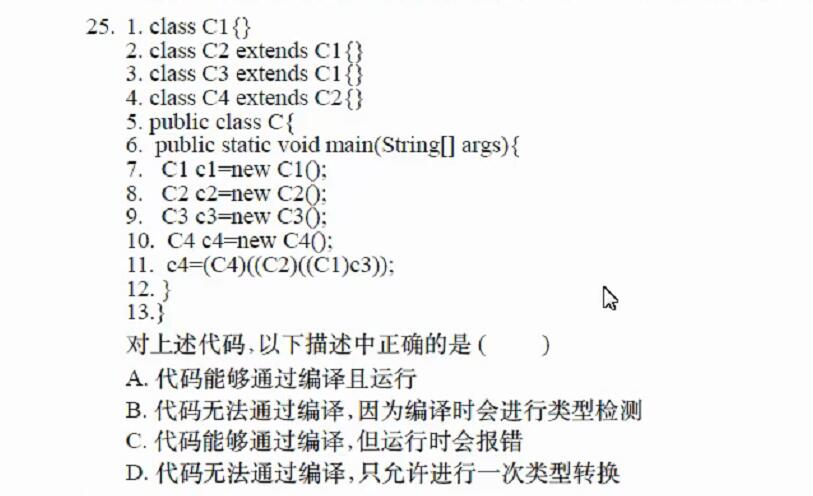 25. 1. class C1{}
2. class C2 extends C1{}
3. class C3 extends C1{}
4. class C4 extends C2{}
5. public class C{
6. public static void main(String[] args){
7. C1 c1=new C1();
8. C2 c2=new C2();
9. C3 c3=new C3();
10. C4 c4=new C4();
11. c4=(C4)((C2)((C1)c3));
12. }
13.}
对上述代码,以下描述中正确的是( )
A. 代码能够通过编译且运行
B. 代码无法通过编译,因为编译时会进行类型检测
C. 代码能够通过编译,但运行时会报错
D. 代码无法通过编译,只允许进行一次类型转换